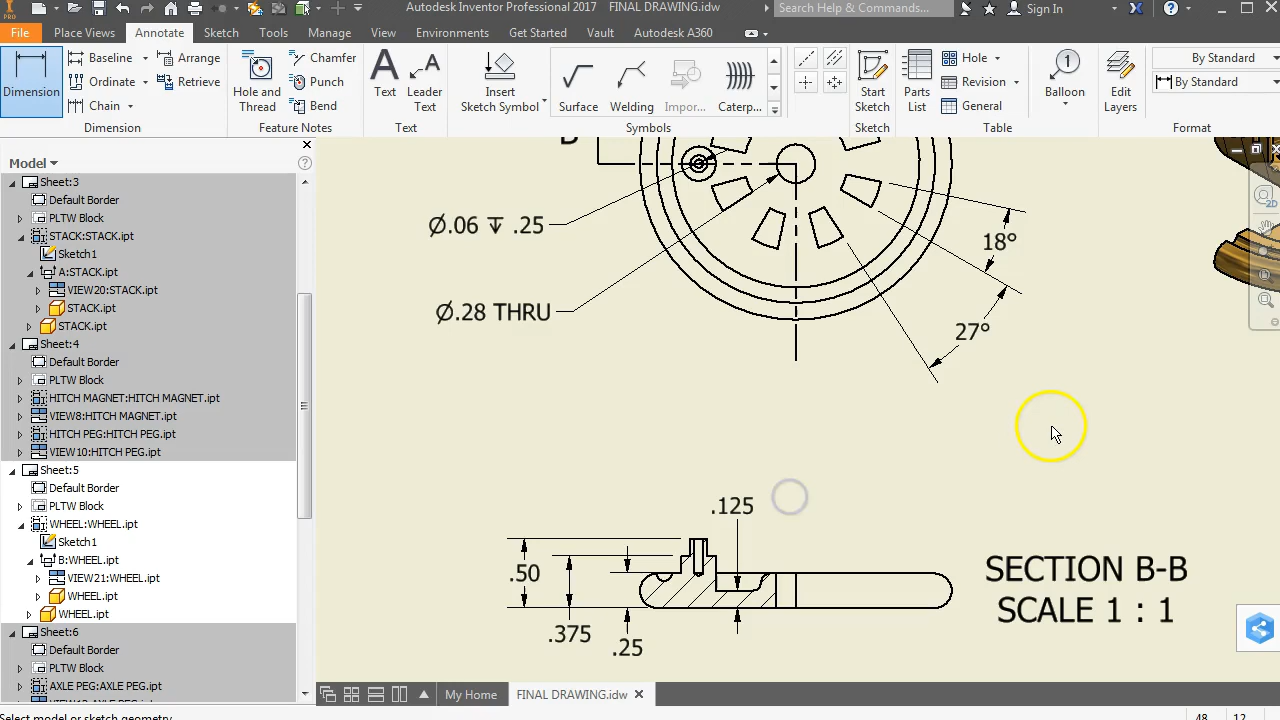 PRO
Autodesk Inventor Professional 2017 FINAL DRAWING.idw
Search Help & Commands...
Sign In
File Place Views Annotate Sketch Tools Manage View Environments Get Started Vault Autodesk A360
Dimension
Baseline
Ordinate
Chain
Arrange
Retrieve
Dimension
Hole and Thread
Chamfer
Punch
Bend
Feature Notes
Text
Leader Text
Text
Insert Sketch Symbol
Surface
Welding
Impor...
Caterp...
Symbols
Start Sketch
Sketch
Parts List
Hole
Revision
General
Table
Balloon
Edit Layers
By Standard
By Standard
Format
Model
Sheet:3
Default Border
PLTW Block
STACK:STACK.ipt
Sketch1
A:STACK.ipt
VIEW20:STACK.ipt
STACK.ipt
STACK.ipt
Sheet:4
Default Border
PLTW Block
HITCH MAGNET:HITCH MAGNET.ipt
VIEW8:HITCH MAGNET.ipt
HITCH PEG:HITCH PEG.ipt
VIEW10:HITCH PEG.ipt
Sheet:5
Default Border
PLTW Block
WHEEL:WHEEL.ipt
Sketch1
B:WHEEL.ipt
VIEW21:WHEEL.ipt
WHEEL.ipt
WHEEL.ipt
Sheet:6
Default Border
PLTW Block
AXLE PEG:AXLE PEG.ipt
B
Ø.06 ↧ .25
Ø.28 THRU
18°
27°
.125
.50
.375
.25
SECTION B-B
SCALE 1 : 1
2D
My Home FINAL DRAWING.idw
Select model or sketch geometry
48 12